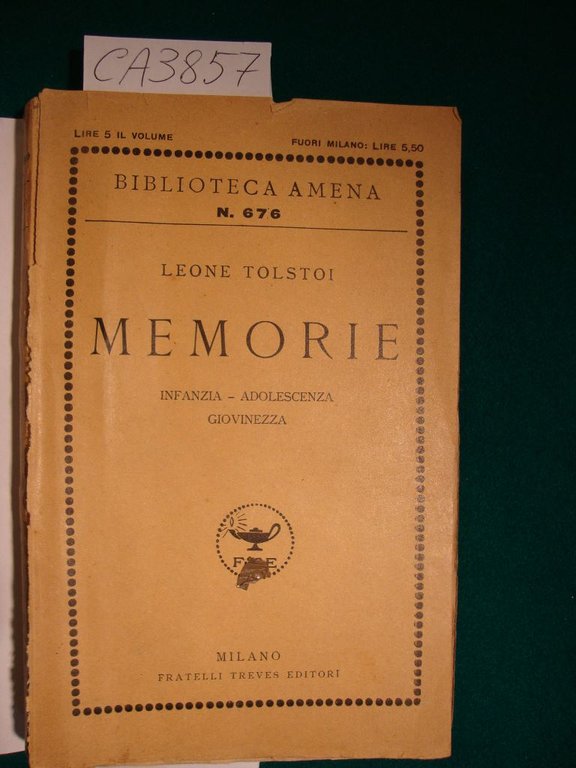 CA3857
LIRE 5 IL VOLUME
FUORI MILANO: LIRE 5,50
BIBLIOTECA AMENA
N. 676
LEONE TOLSTOI
MEMORIE
INFANZIA – ADOLESCENZA
GIOVINEZZA
MILANO
FRATELLI TREVES EDITORI